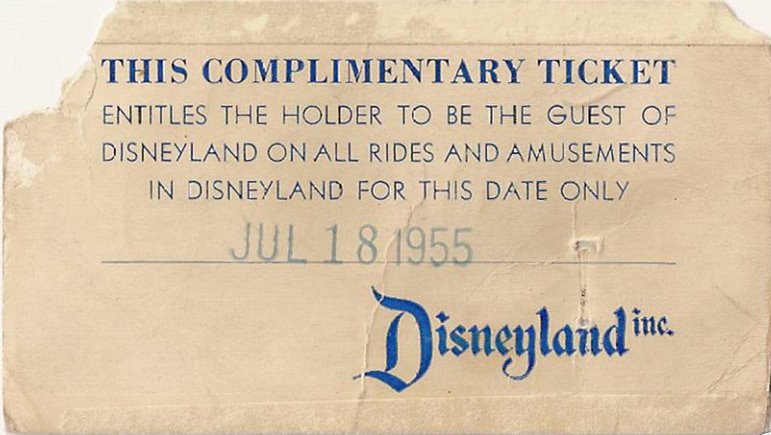 THIS COMPLIMENTARY TICKET
ENTITLES THE HOLDER TO BE THE GUEST OF
DISNEYLAND ON ALL RIDES AND AMUSEMENTS
IN DISNEYLAND FOR THIS DATE ONLY
JUL 18 1955
Disneyland inc.